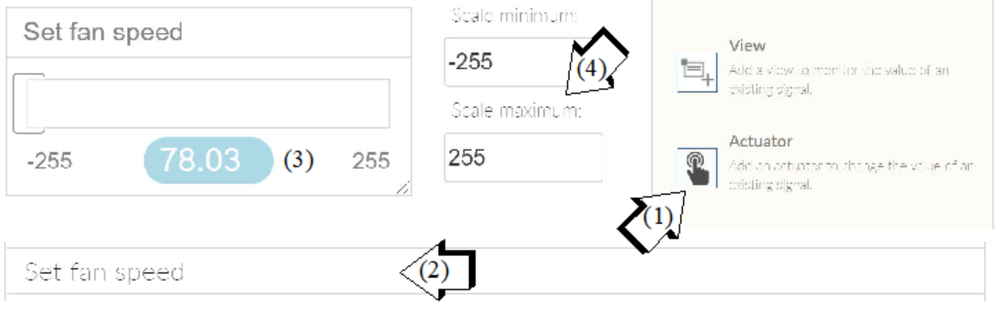 Set fan speed
-255
78.03
(3)
255
Scale minimum:
-255
(4)
Scale maximum:
255
View
Add a view to monitor the value of an
existing signal.
Actuator
Add an actuator to change the value of an
existing signal.
(1)
Set fan speed
(2)